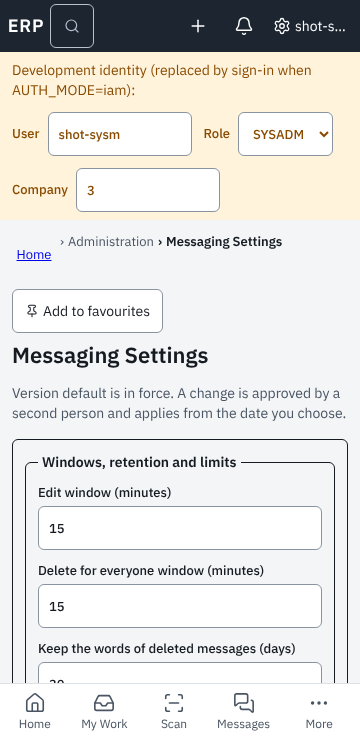 ERP
shot-s...
Development identity (replaced by sign-in when
AUTH_MODE=iam):
User shot-sysm Role SYSADM
Company 3
Home › Administration › Messaging Settings
Add to favourites
Messaging Settings
Version default is in force. A change is approved by a
second person and applies from the date you choose.
Windows, retention and limits
Edit window (minutes)
15
Delete for everyone window (minutes)
15
Keep the words of deleted messages (days)
30
Home My Work Scan Messages More